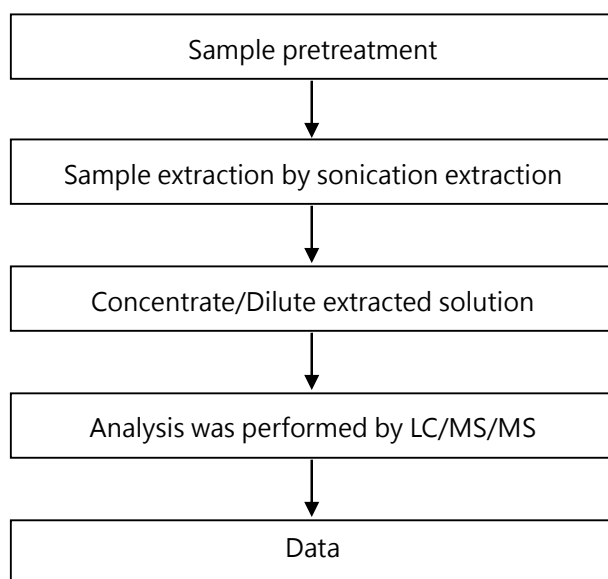 Sample pretreatment
Sample extraction by sonication extraction
Concentrate/Dilute extracted solution
Analysis was performed by LC/MS/MS
Data